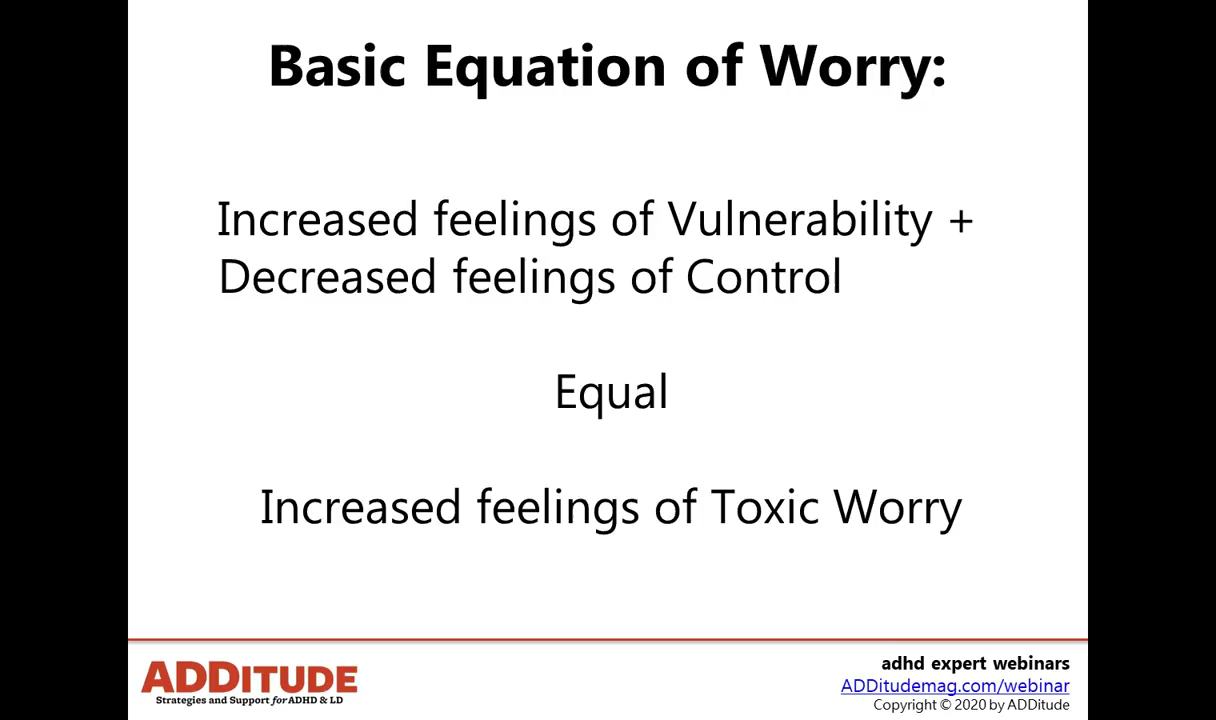 Basic Equation of Worry:
Increased feelings of Vulnerability +
Decreased feelings of Control
Equal
Increased feelings of Toxic Worry
ADDITUDE
Strategies and Support for ADHD & LD
adhd expert webinars
ADDitudemag.com/webinar
Copyright © 2020 by ADDitude